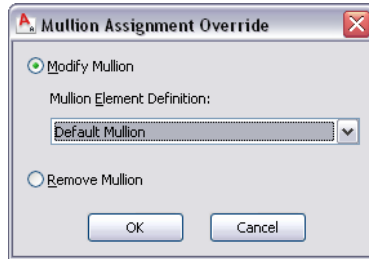 Mullion Assignment Override
Modify Mullion
Mullion Element Definition:
Default Mullion
Remove Mullion
OK Cancel